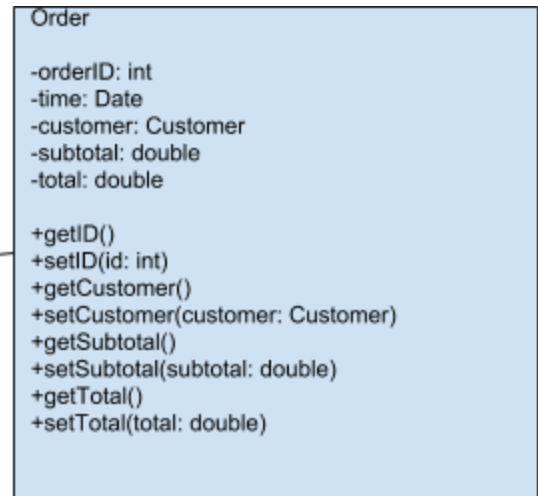 Order
-orderID: int
-time: Date
-customer: Customer
-subtotal: double
-total: double
+getID()
+setID(id: int)
+getCustomer()
+setCustomer(customer: Customer)
+getSubtotal()
+setSubtotal(subtotal: double)
+getTotal()
+setTotal(total: double)